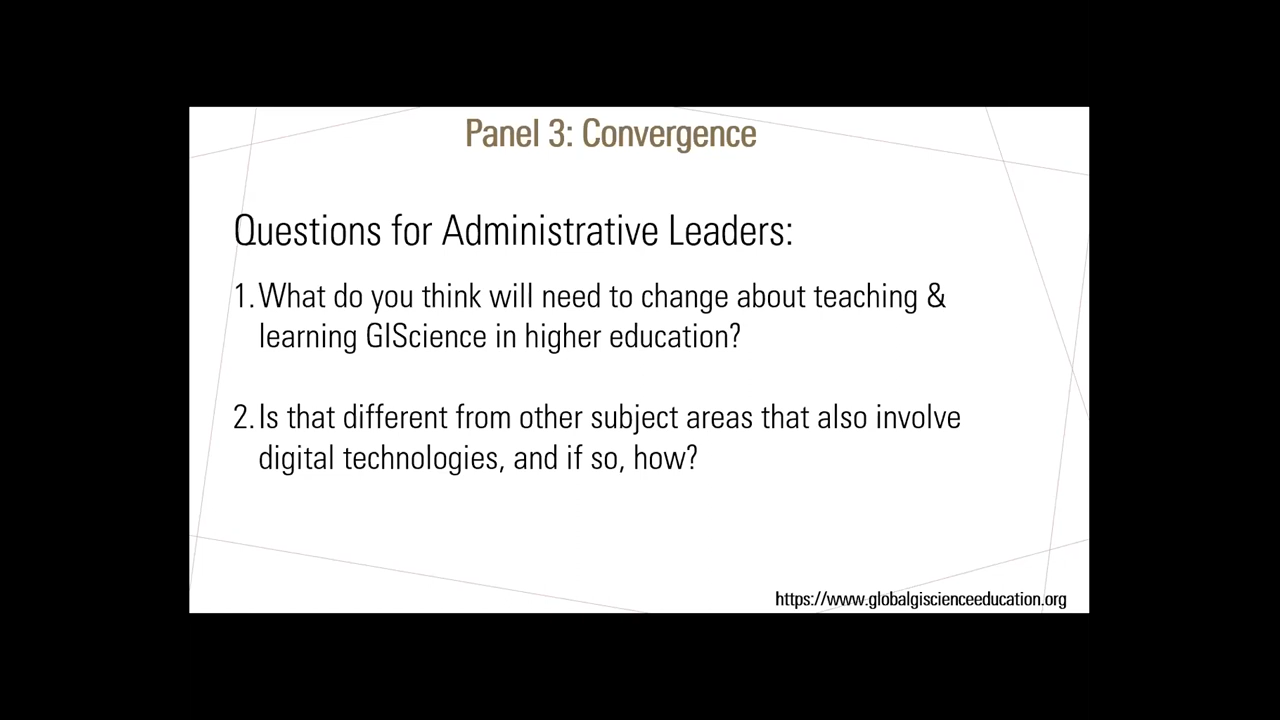 Panel 3: Convergence
Questions for Administrative Leaders:
1. What do you think will need to change about teaching &
learning GIScience in higher education?
2. Is that different from other subject areas that also involve
digital technologies, and if so, how?
https://www.globalgiscienceeducation.org